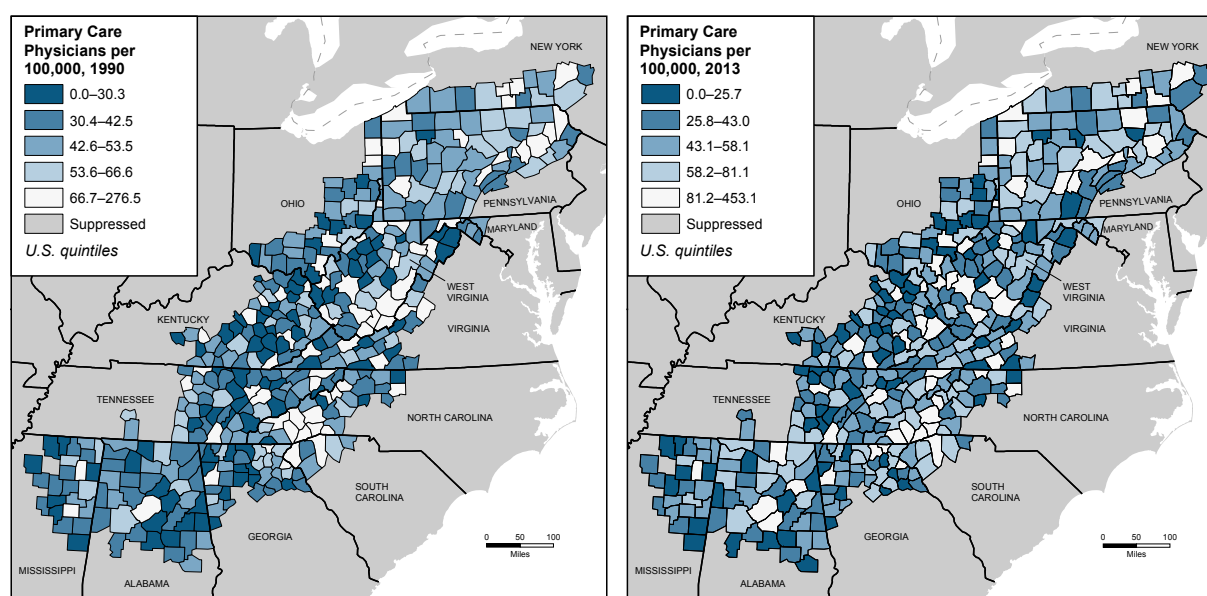 Primary Care
Physicians per
100,000, 1990
0.0–30.3
30.4–42.5
42.6–53.5
53.6–66.6
66.7–276.5
Suppressed
U.S. quintiles
NEW YORK
OHIO
PENNSYLVANIA
MARYLAND
WEST
VIRGINIA
KENTUCKY
VIRGINIA
TENNESSEE
NORTH CAROLINA
SOUTH
CAROLINA
GEORGIA
MISSISSIPPI
ALABAMA
0 50 100
Miles
Primary Care
Physicians per
100,000, 2013
0.0–25.7
25.8–43.0
43.1–58.1
58.2–81.1
81.2–453.1
Suppressed
U.S. quintiles
NEW YORK
OHIO
PENNSYLVANIA
MARYLAND
WEST
VIRGINIA
KENTUCKY
VIRGINIA
TENNESSEE
NORTH CAROLINA
SOUTH
CAROLINA
GEORGIA
MISSISSIPPI
ALABAMA
0 50 100
Miles